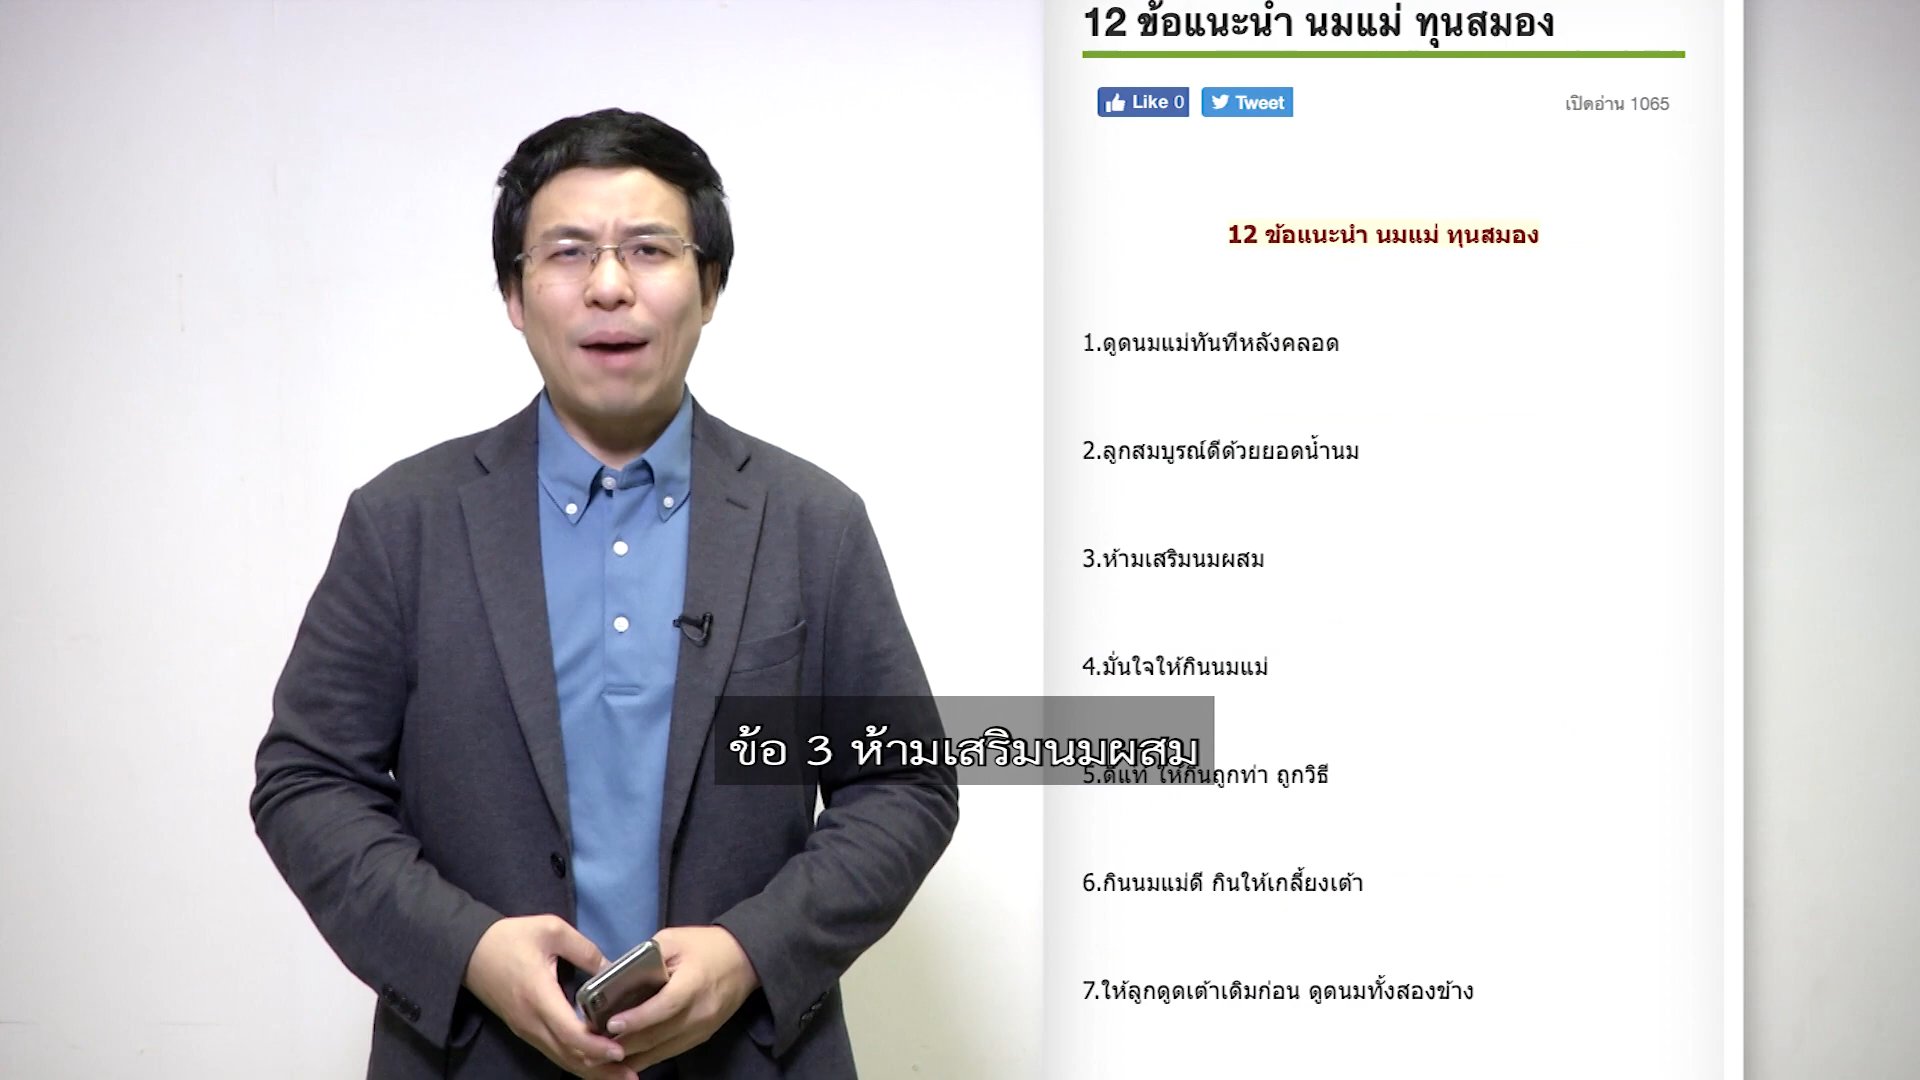 12 ข้อแนะนำ นมแม่ ทุนสมอง
Like 0
Tweet
เปิดอ่าน 1065
12 ข้อแนะนำ นมแม่ ทุนสมอง
1.ดูดนมแม่ทันทีหลังคลอด
2.ลูกสมบูรณ์ดีด้วยยอดน้ำนม
3.ห้ามเสริมนมผสม
4.มั่นใจให้กินนมแม่
ข้อ 3 ห้ามเสริมนมผสม
5.ดีแท้ ให้กินถูกท่า ถูกวิธี
6.กินนมแม่ดี กินให้เกลี้ยงเต้า
7.ให้ลูกดูดเต้าเดิมก่อน ดูดนมทั้งสองข้าง